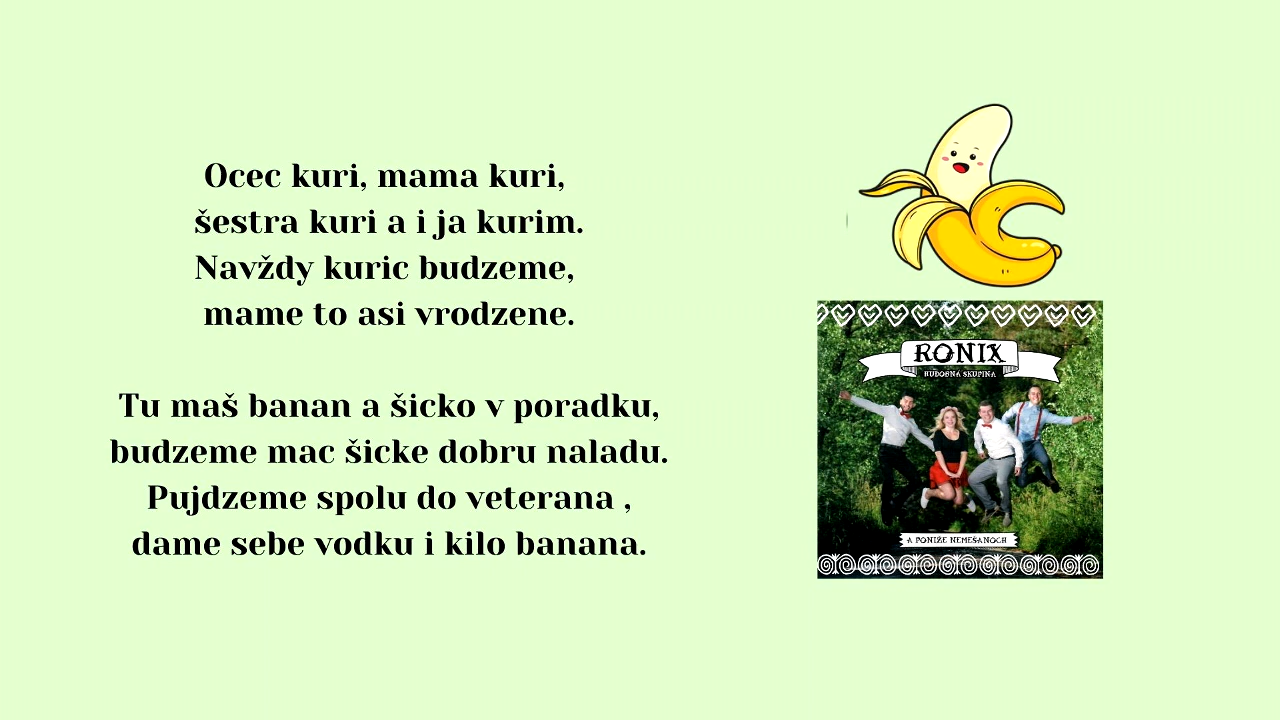 Ocec kuri, mama kuri,
šestra kuri a i ja kurim.
Navždy kuric budzeme,
mame to asi vrodzene.
Tu maš banan a šicko v poradku,
budzeme mac šicke dobru naladu.
Pujdzeme spolu do veterana ,
dame sebe vodku i kilo banana.
RONIX
HUDOBNA SKUPINA
A PONIŽE NEMEŠANOCH